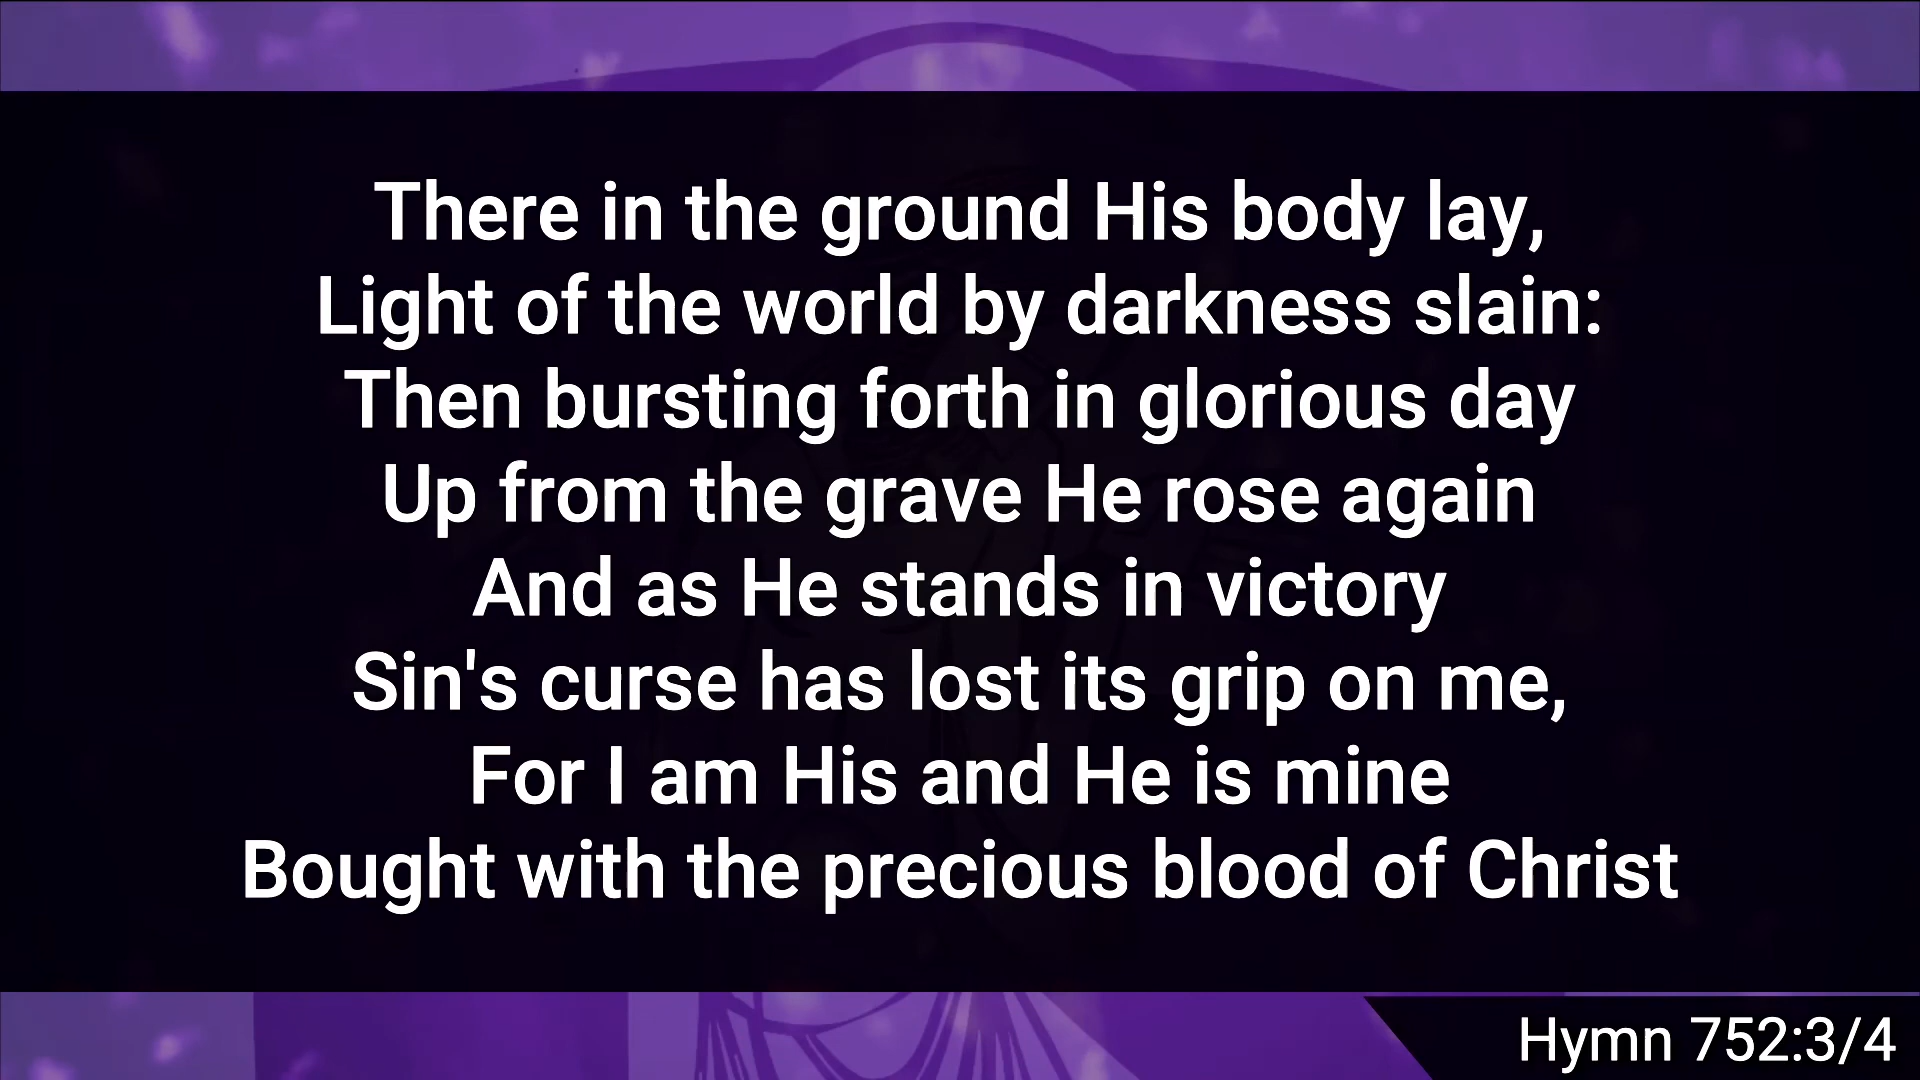 There in the ground His body lay,
Light of the world by darkness slain:
Then bursting forth in glorious day
Up from the grave He rose again
And as He stands in victory
Sin's curse has lost its grip on me,
For I am His and He is mine
Bought with the precious blood of Christ
Hymn 752:3/4